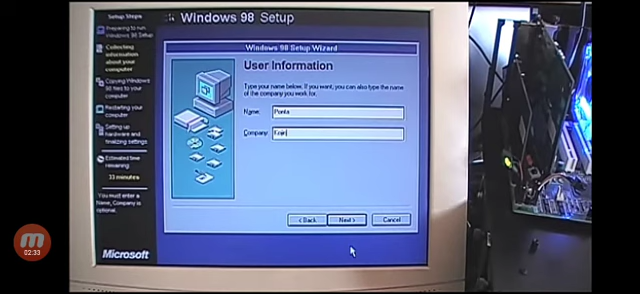 Setup Steps
Preparing to run
Windows 98 Setup
Collecting
information
about your
computer
Copying Windows
98 files to your
computer
Restarting your
computer
Setting up
hardware and
finalizing settings
Estimated time
remaining:
33 minutes
You must enter a
Name, Company is
optional.
Microsoft
Windows 98 Setup
Windows 98 Setup Wizard
User Information
Type your name below. If you want, you can also type the name
of the company you work for.
Name:
Ponta
Company:
< Back
Next >
Cancel
02:33